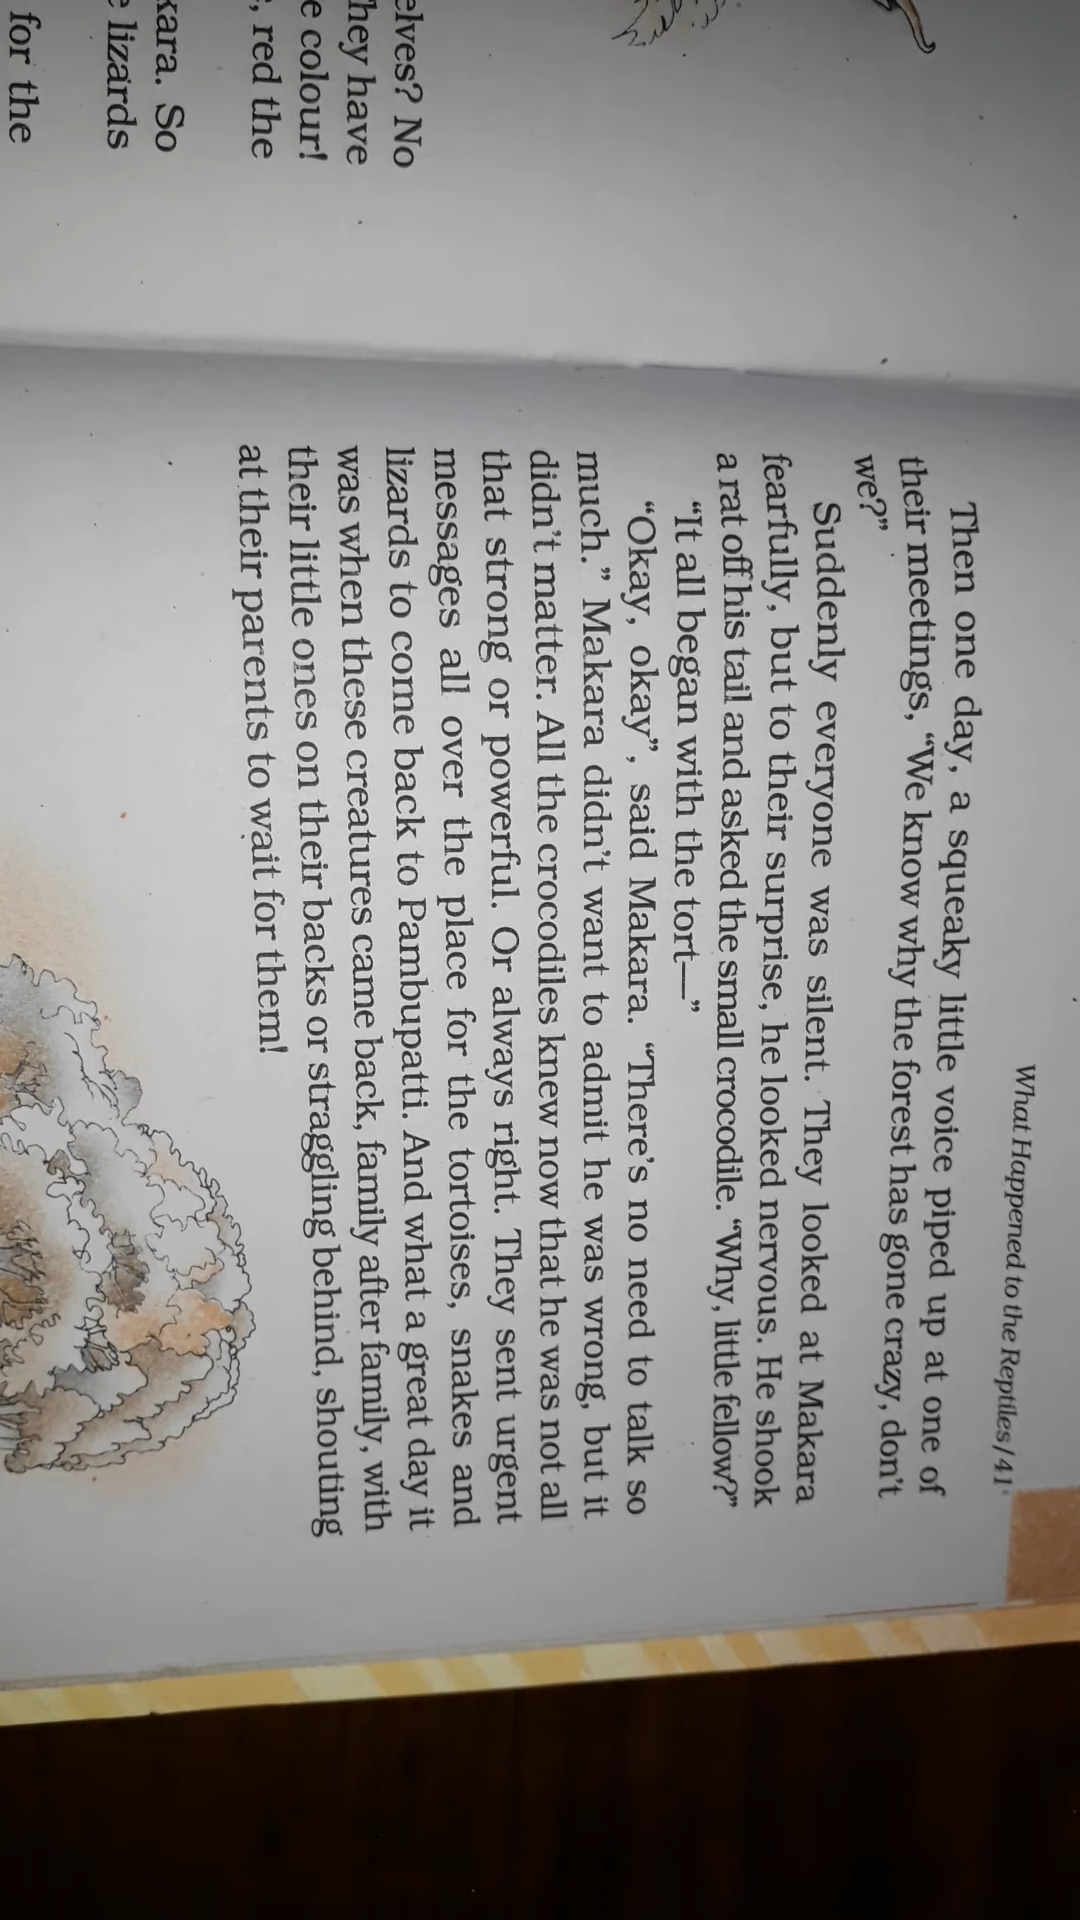 elves? No
hey have
e colour!
, red the
kara. So
e lizards
for the
What Happened to the Reptiles/41
Then one day, a squeaky little voice piped up at one of
their meetings, “We know why the forest has gone crazy, don’t
we?”
Suddenly everyone was silent. They looked at Makara
fearfully, but to their surprise, he looked nervous. He shook
a rat off his tail and asked the small crocodile. “Why, little fellow?”
“It all began with the tort—”
“Okay, okay”, said Makara. “There’s no need to talk so
much.” Makara didn’t want to admit he was wrong, but it
didn’t matter. All the crocodiles knew now that he was not all
that strong or powerful. Or always right. They sent urgent
messages all over the place for the tortoises, snakes and
lizards to come back to Pambupatti. And what a great day it
was when these creatures came back, family after family, with
their little ones on their backs or straggling behind, shouting
at their parents to wait for them!